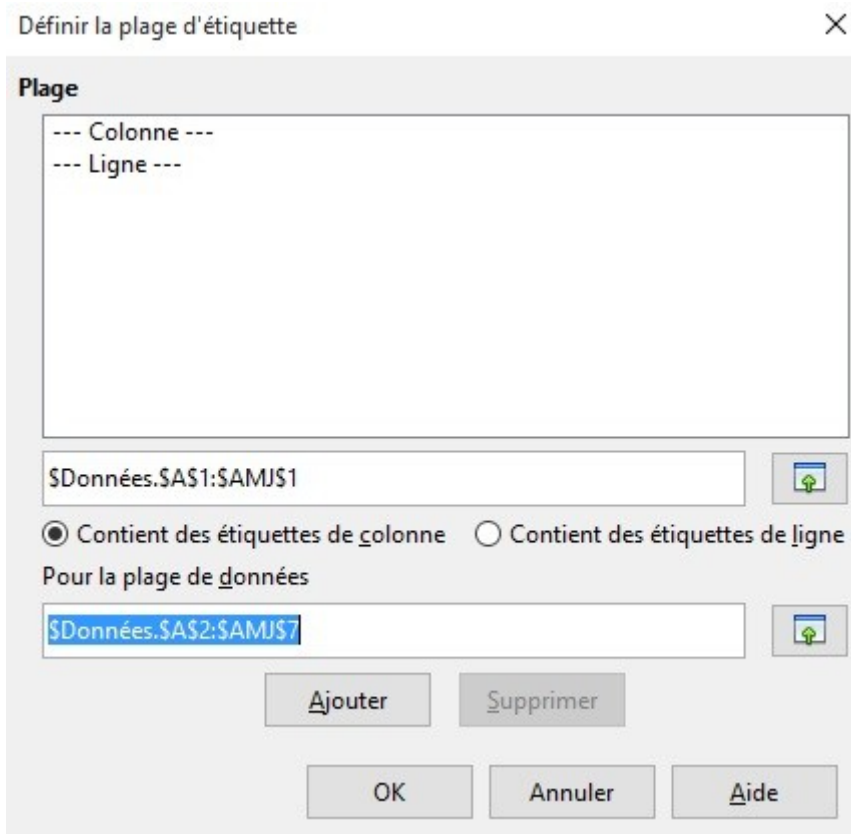 Définir la plage d'étiquette
Plage
--- Colonne ---
--- Ligne ---
$Données.$A$1:$AMJ$1
Contient des étiquettes de colonne Contient des étiquettes de ligne
Pour la plage de données
$Données.$A$2:$AMJ$7
Ajouter Supprimer
OK Annuler Aide